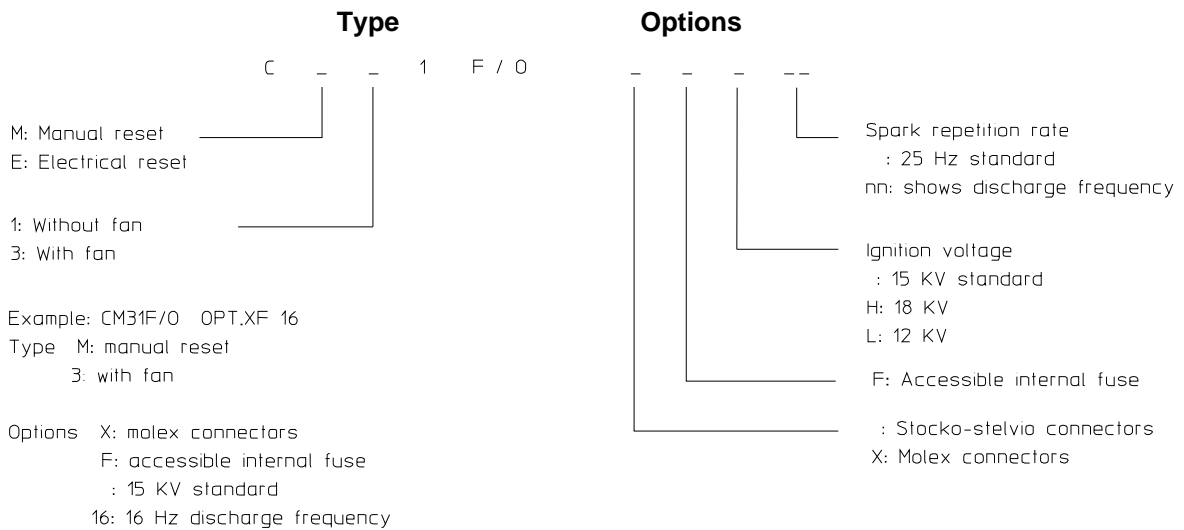 Type Options
C _ _ 1 F / O _ _ _ __
M: Manual reset
E: Electrical reset
1: Without fan
3: With fan
Example: CM31F/O OPT.XF 16
Type M: manual reset
3: with fan
Options X: molex connectors
F: accessible internal fuse
: 15 KV standard
16: 16 Hz discharge frequency
Spark repetition rate
: 25 Hz standard
nn: shows discharge frequency
Ignition voltage
: 15 KV standard
H: 18 KV
L: 12 KV
F: Accessible internal fuse
: Stocko-stelvio connectors
X: Molex connectors